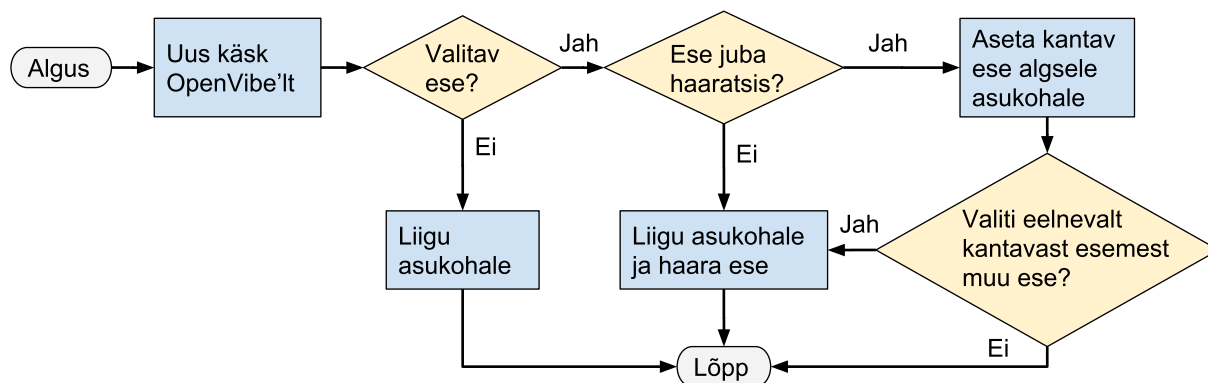 Algus
Uus käsk
OpenVibe’lt
Valitav
ese?
Jah
Ese juba
haaratsis?
Jah
Aseta kantav
ese algsele
asukohale
Ei
Ei
Liigu
asukohale
Liigu asukohale
ja haara ese
Jah
Valiti eelnevalt
kantavast esemest
muu ese?
Ei
Lõpp